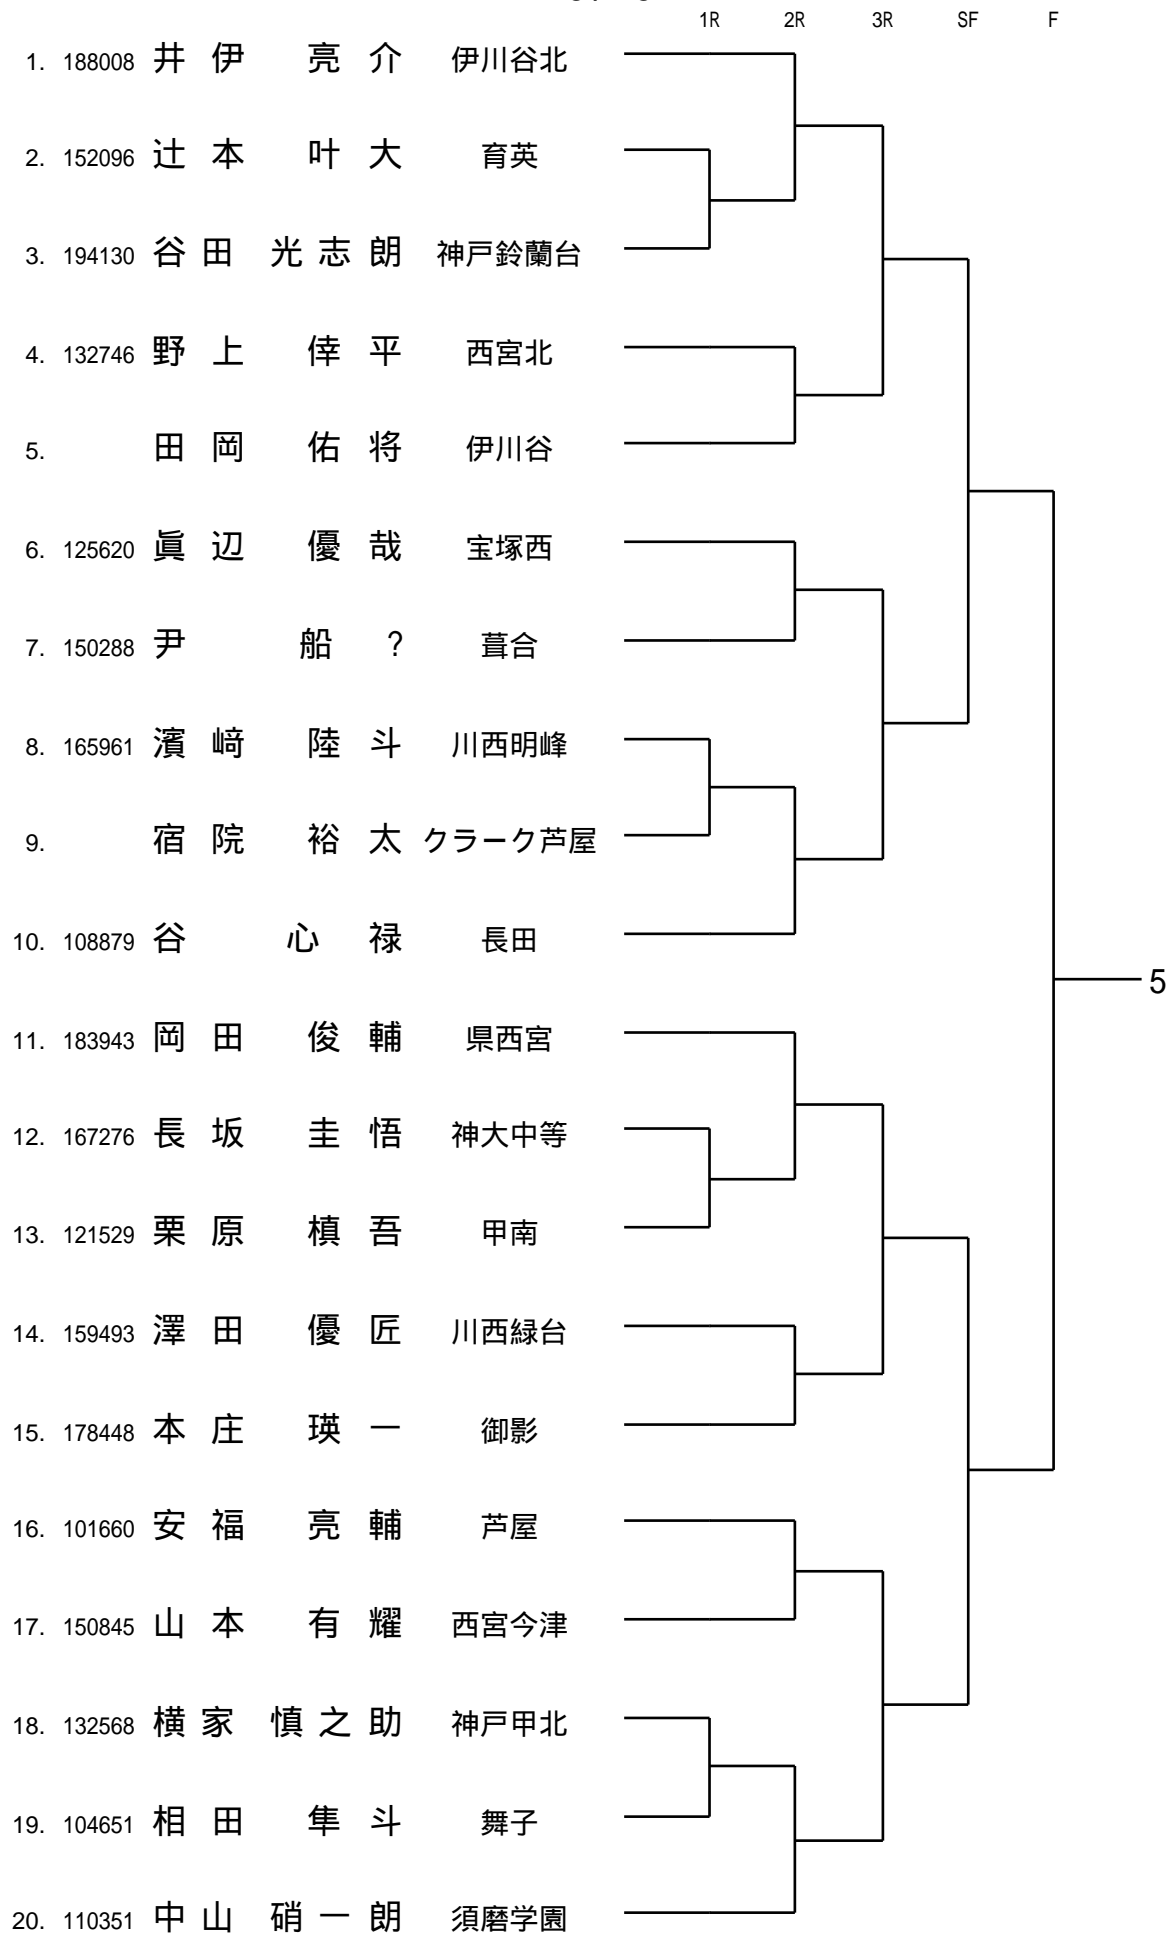 1R 2R 3R SF F
1. 188008 井伊 亮介 伊川谷北
2. 152096 辻本 叶大 育英
3. 194130 谷田 光志朗 神戸鈴蘭台
4. 132746 野上 倖平 西宮北
5. 田岡 佑将 伊川谷
6. 125620 眞辺 優哉 宝塚西
7. 150288 尹 船? 葺合
8. 165961 濱﨑 陸斗 川西明峰
9. 宿院 裕太 クラーク芦屋
10. 108879 谷 心禄 長田
5
11. 183943 岡田 俊輔 県西宮
12. 167276 長坂 圭悟 神大中等
13. 121529 栗原 槙吾 甲南
14. 159493 澤田 優匠 川西緑台
15. 178448 本庄 瑛一 御影
16. 101660 安福 亮輔 芦屋
17. 150845 山本 有耀 西宮今津
18. 132568 横家 慎之助 神戸甲北
19. 104651 相田 隼斗 舞子
20. 110351 中山 硝一朗 須磨学園